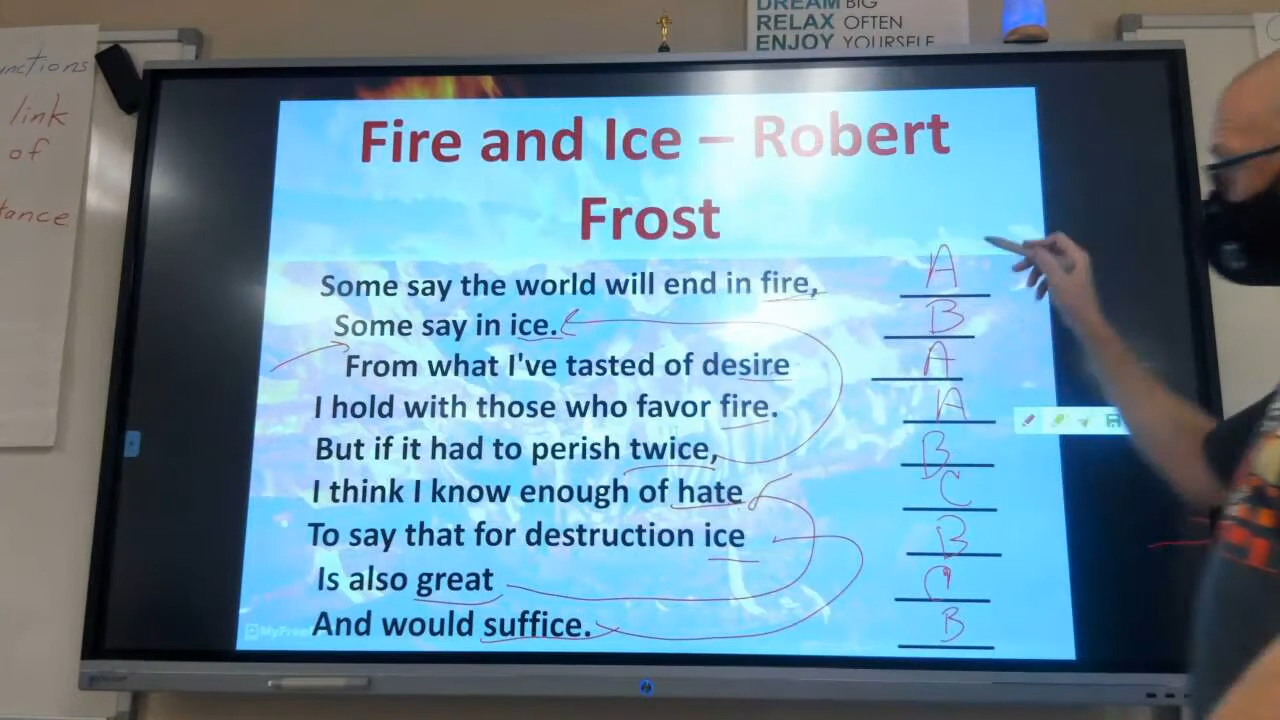 DREAM BIG
RELAX OFTEN
ENJOY YOURSELF
unctions
link
of
tance
Fire and Ice – Robert
Frost
Some say the world will end in fire, A
Some say in ice. B
From what I've tasted of desire A
I hold with those who favor fire. A
But if it had to perish twice, B
I think I know enough of hate C
To say that for destruction ice B
Is also great C
And would suffice. B